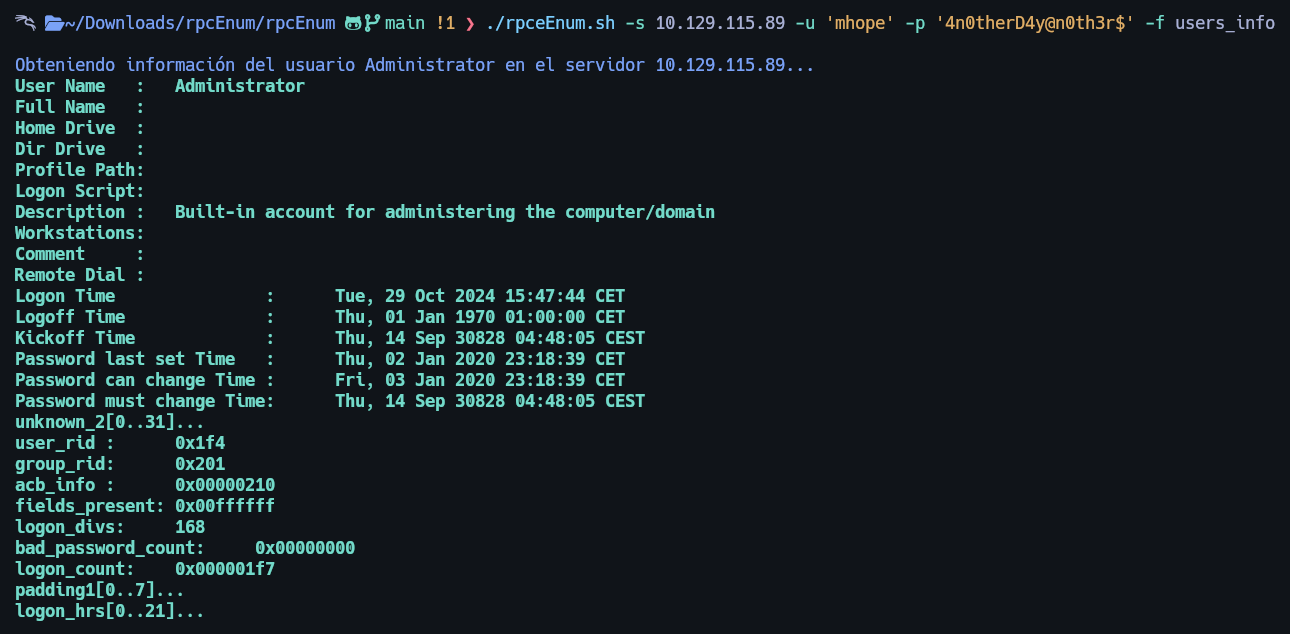 ~/Downloads/rpcEnum/rpcEnum main !1 ❯ ./rpceEnum.sh -s 10.129.115.89 -u 'mhope' -p '4n0therD4y@n0th3r$' -f users_info
Obteniendo información del usuario Administrator en el servidor 10.129.115.89...
User Name   :   Administrator
Full Name   :
Home Drive  :
Dir Drive   :
Profile Path:
Logon Script:
Description :   Built-in account for administering the computer/domain
Workstations:
Comment     :
Remote Dial :
Logon Time               :      Tue, 29 Oct 2024 15:47:44 CET
Logoff Time              :      Thu, 01 Jan 1970 01:00:00 CET
Kickoff Time             :      Thu, 14 Sep 30828 04:48:05 CEST
Password last set Time   :      Thu, 02 Jan 2020 23:18:39 CET
Password can change Time :      Fri, 03 Jan 2020 23:18:39 CET
Password must change Time:      Thu, 14 Sep 30828 04:48:05 CEST
unknown_2[0..31]...
user_rid :      0x1f4
group_rid:      0x201
acb_info :      0x00000210
fields_present: 0x00ffffff
logon_divs:     168
bad_password_count:     0x00000000
logon_count:    0x000001f7
padding1[0..7]...
logon_hrs[0..21]...